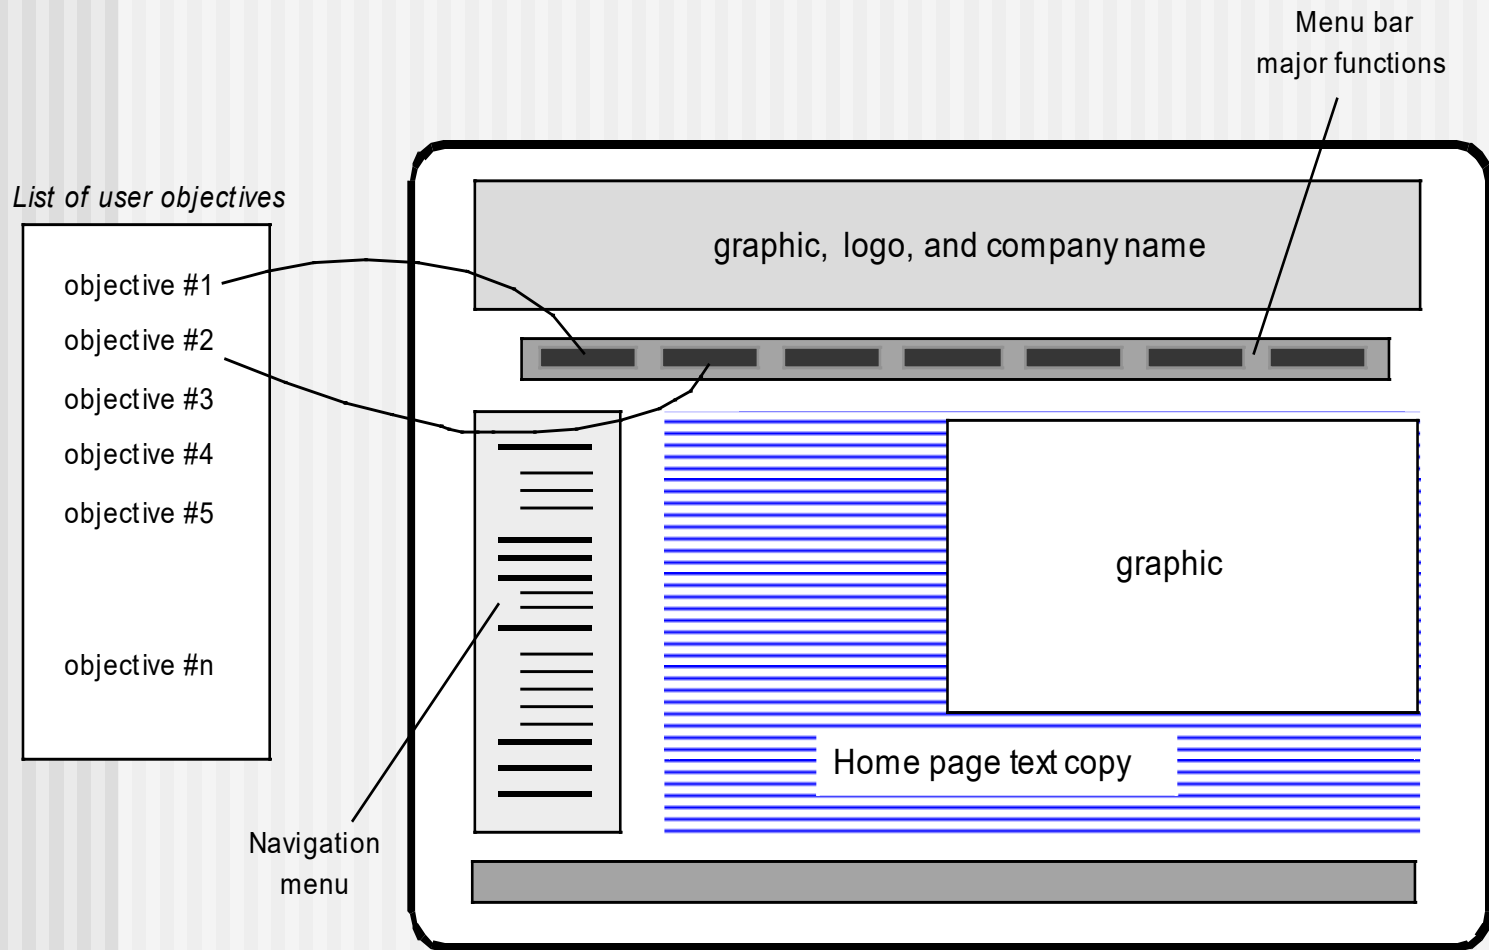 Menu bar
major functions
List of user objectives
graphic, logo, and company name
objective #1
objective #2
objective #3
objective #4
objective #5
objective #n
graphic
Home page text copy
Navigation
menu